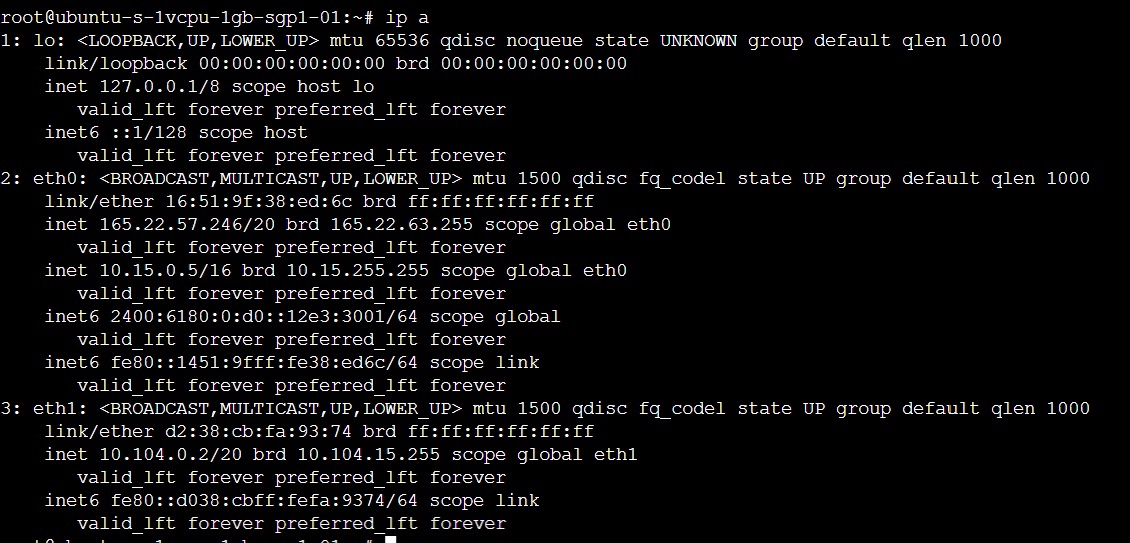 root@ubuntu-s-1vcpu-1gb-sgp1-01:~# ip a
1: lo: <LOOPBACK,UP,LOWER_UP> mtu 65536 qdisc noqueue state UNKNOWN group default qlen 1000
    link/loopback 00:00:00:00:00:00 brd 00:00:00:00:00:00
    inet 127.0.0.1/8 scope host lo
       valid_lft forever preferred_lft forever
    inet6 ::1/128 scope host
       valid_lft forever preferred_lft forever
2: eth0: <BROADCAST,MULTICAST,UP,LOWER_UP> mtu 1500 qdisc fq_codel state UP group default qlen 1000
    link/ether 16:51:9f:38:ed:6c brd ff:ff:ff:ff:ff:ff
    inet 165.22.57.246/20 brd 165.22.63.255 scope global eth0
       valid_lft forever preferred_lft forever
    inet 10.15.0.5/16 brd 10.15.255.255 scope global eth0
       valid_lft forever preferred_lft forever
    inet6 2400:6180:0:d0::12e3:3001/64 scope global
       valid_lft forever preferred_lft forever
    inet6 fe80::1451:9fff:fe38:ed6c/64 scope link
       valid_lft forever preferred_lft forever
3: eth1: <BROADCAST,MULTICAST,UP,LOWER_UP> mtu 1500 qdisc fq_codel state UP group default qlen 1000
    link/ether d2:38:cb:fa:93:74 brd ff:ff:ff:ff:ff:ff
    inet 10.104.0.2/20 brd 10.104.15.255 scope global eth1
       valid_lft forever preferred_lft forever
    inet6 fe80::d038:cbff:fefa:9374/64 scope link
       valid_lft forever preferred_lft forever